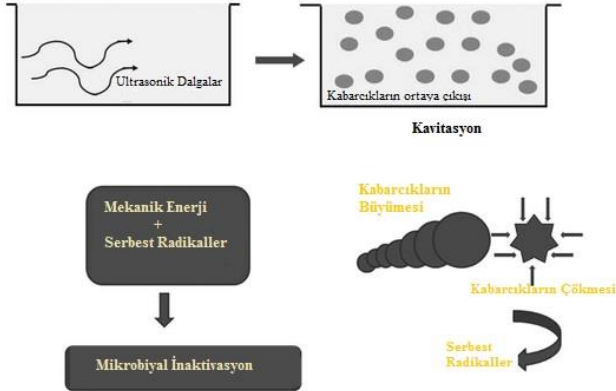 Ultrasonik Dalgalar
Kabarcıkların ortaya çıkışı
Kavitasyon
Mekanik Enerji
+
Serbest Radikaller
Mikrobiyal İnaktivasyon
Kabarcıkların
Büyümesi
Kabarcıkların Çökmesi
Serbest
Radikaller